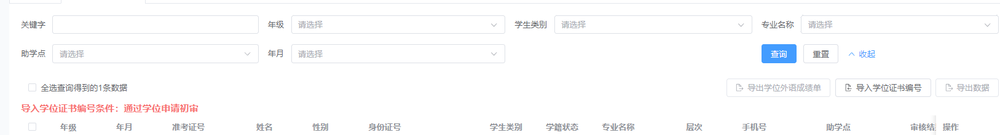 关键字 年级 请选择 学生类别 请选择 专业名称 请选择
助学点 请选择 年月 请选择 查询 重置 收起
全选查询得到的1条数据 导出学位外语成绩单 导入学位证书编号 导出数据
导入学位证书编号条件：通过学位申请初审
年级 年月 准考证号 姓名 性别 身份证号 学生类别 学籍状态 专业名称 层次 手机号 助学点 审核结 操作